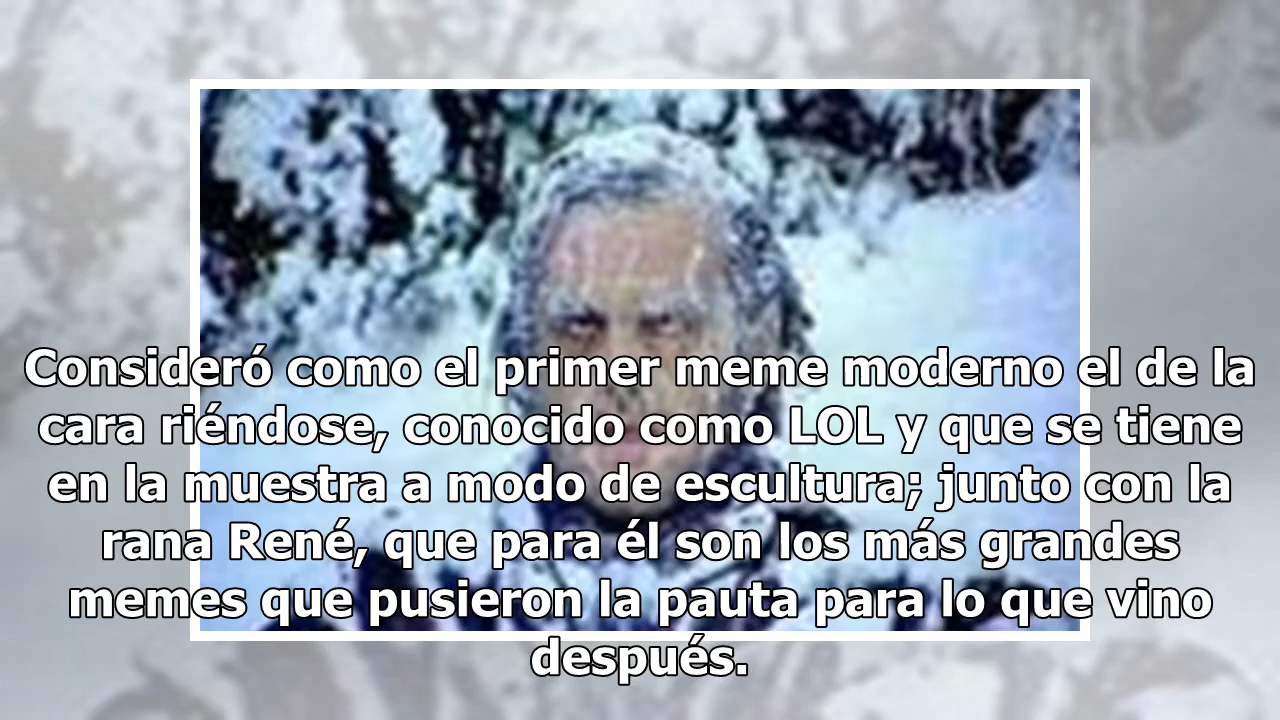 Consideró como el primer meme moderno el de la
cara riéndose, conocido como LOL y que se tiene
en la muestra a modo de escultura; junto con la
rana René, que para él son los más grandes
memes que pusieron la pauta para lo que vino
después.